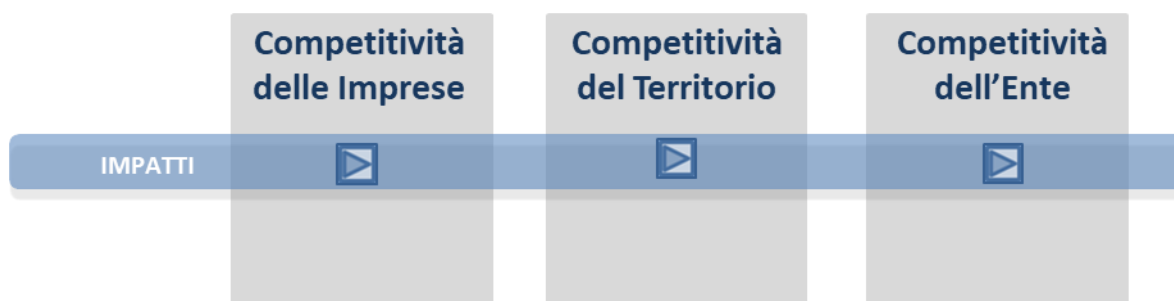 Competitività
delle Imprese
Competitività
del Territorio
Competitività
dell’Ente
IMPATTI